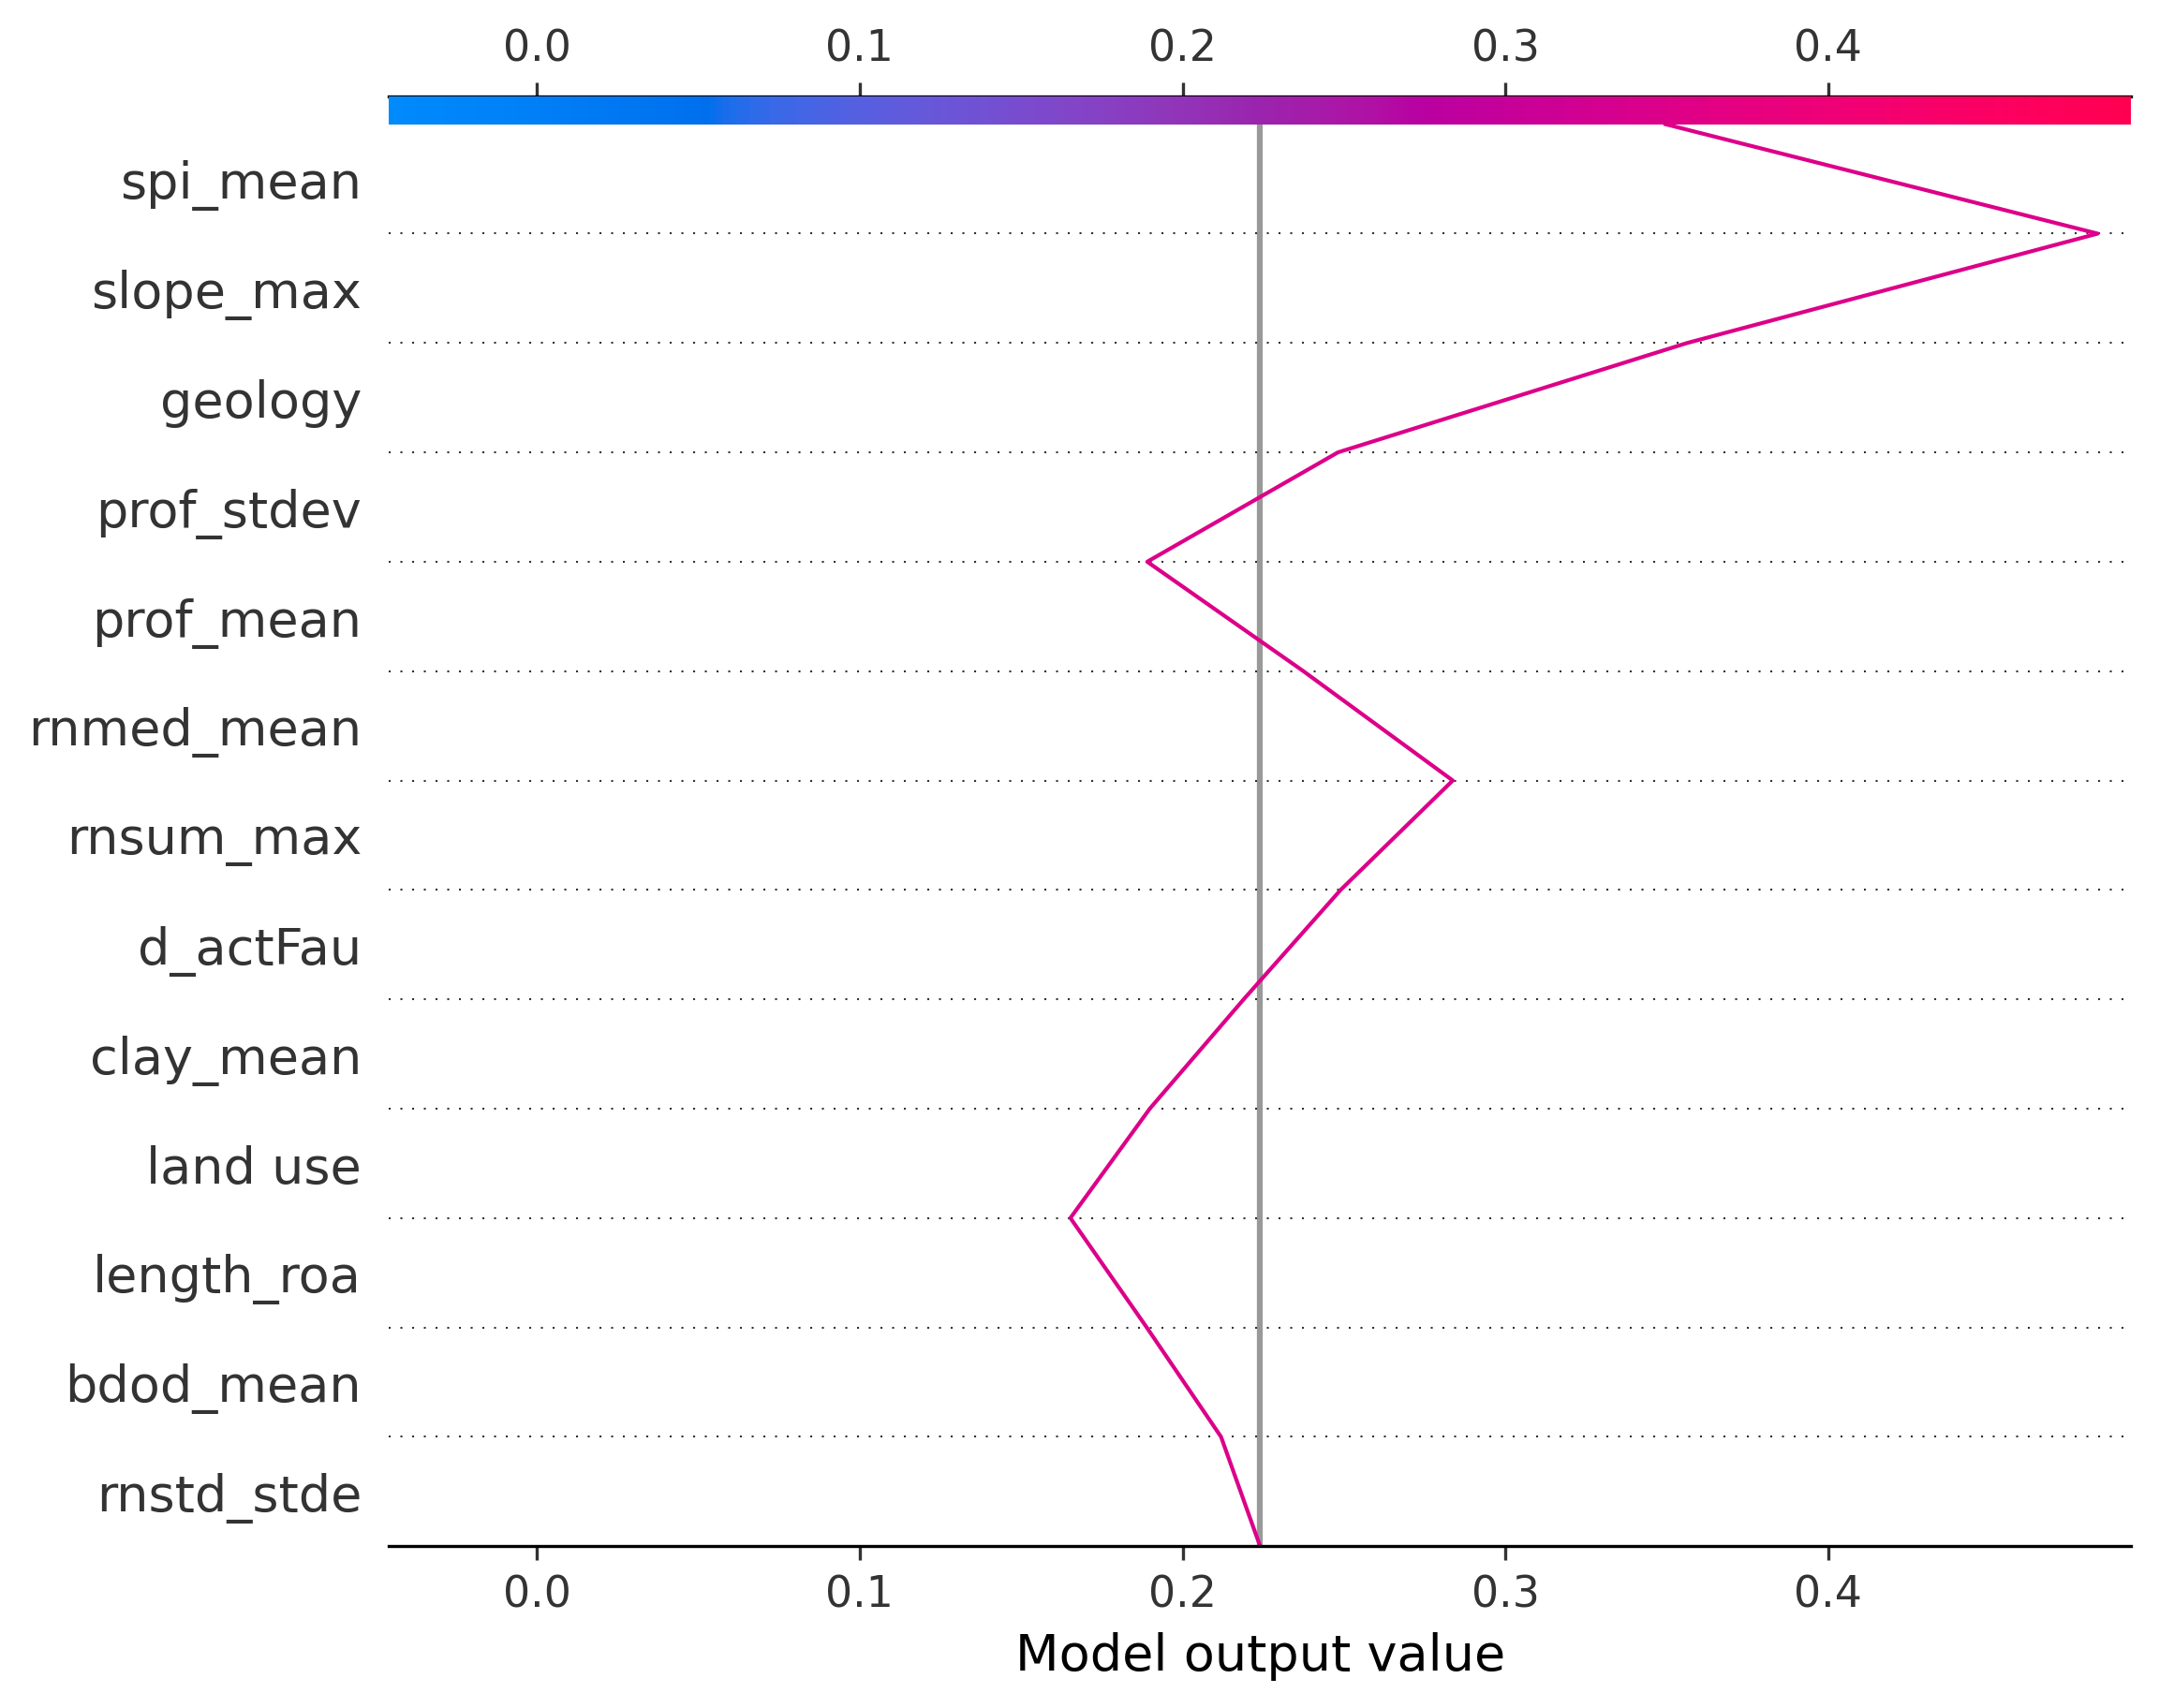 0.0 0.1 0.2 0.3 0.4
spi_mean
slope_max
geology
prof_stdev
prof_mean
rnmed_mean
rnsum_max
d_actFau
clay_mean
land use
length_roa
bdod_mean
rnstd_stde
0.0 0.1 0.2 0.3 0.4
Model output value